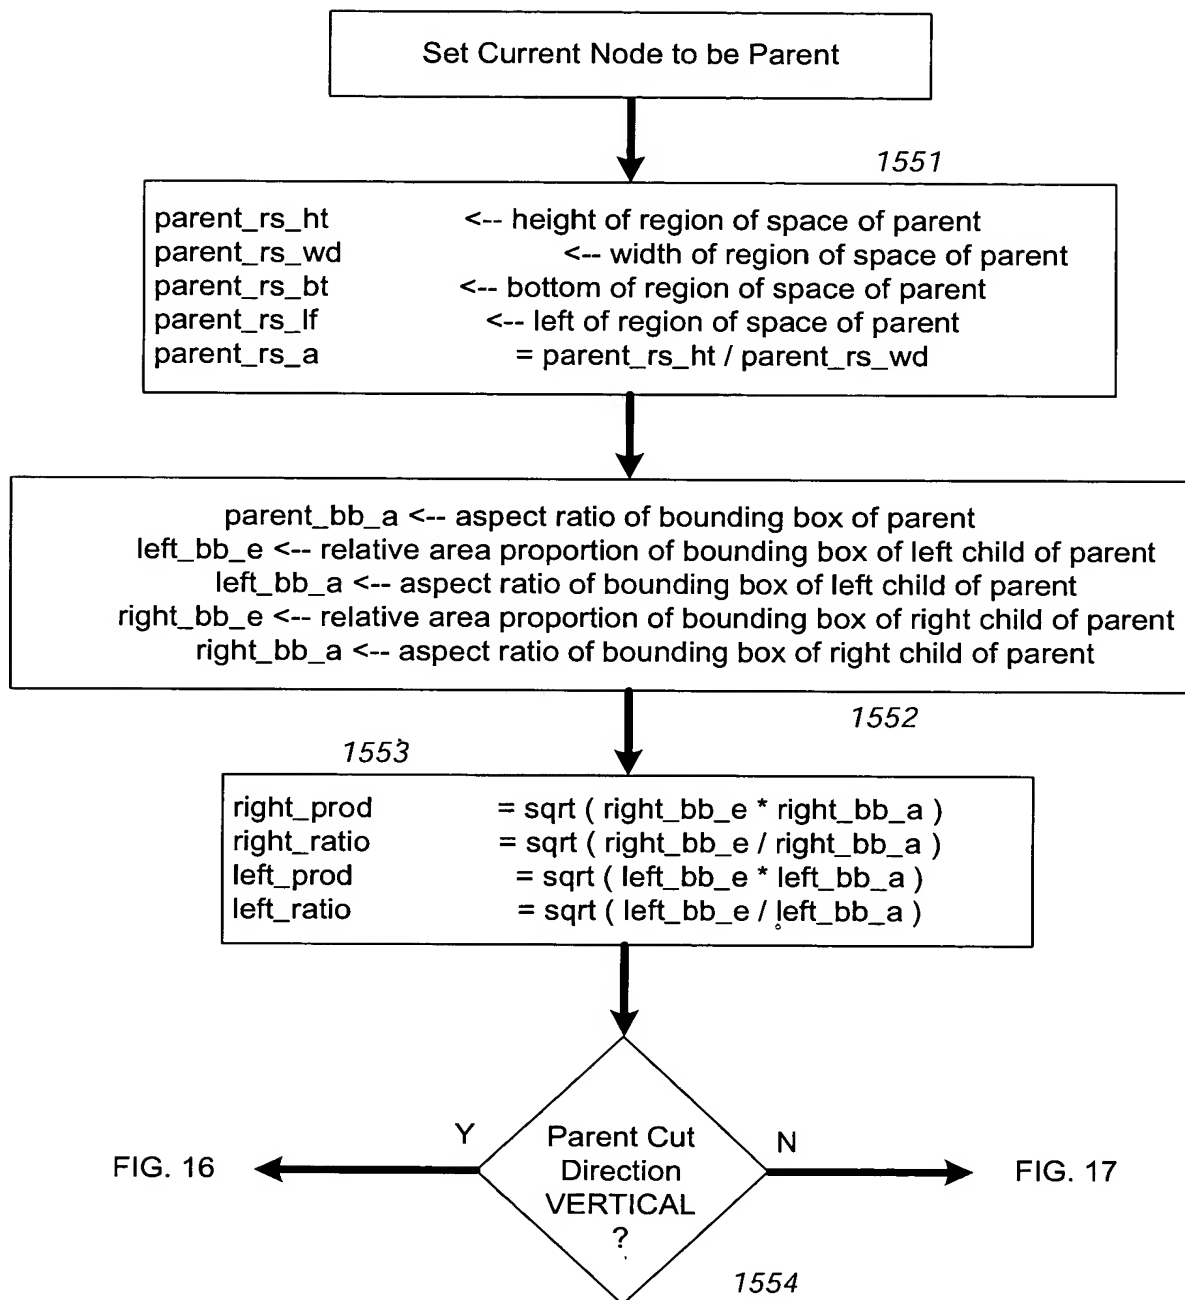 Set Current Node to be Parent
1551
parent_rs_ht <-- height of region of space of parent
parent_rs_wd <-- width of region of space of parent
parent_rs_bt <-- bottom of region of space of parent
parent_rs_lf <-- left of region of space of parent
parent_rs_a = parent_rs_ht / parent_rs_wd
parent_bb_a <-- aspect ratio of bounding box of parent
left_bb_e <-- relative area proportion of bounding box of left child of parent
left_bb_a <-- aspect ratio of bounding box of left child of parent
right_bb_e <-- relative area proportion of bounding box of right child of parent
right_bb_a <-- aspect ratio of bounding box of right child of parent
1552
1553
right_prod = sqrt ( right_bb_e * right_bb_a )
right_ratio = sqrt ( right_bb_e / right_bb_a )
left_prod = sqrt ( left_bb_e * left_bb_a )
left_ratio = sqrt ( left_bb_e / left_bb_a )
Y
N
Parent Cut
Direction
VERTICAL
?
FIG. 16
FIG. 17
1554